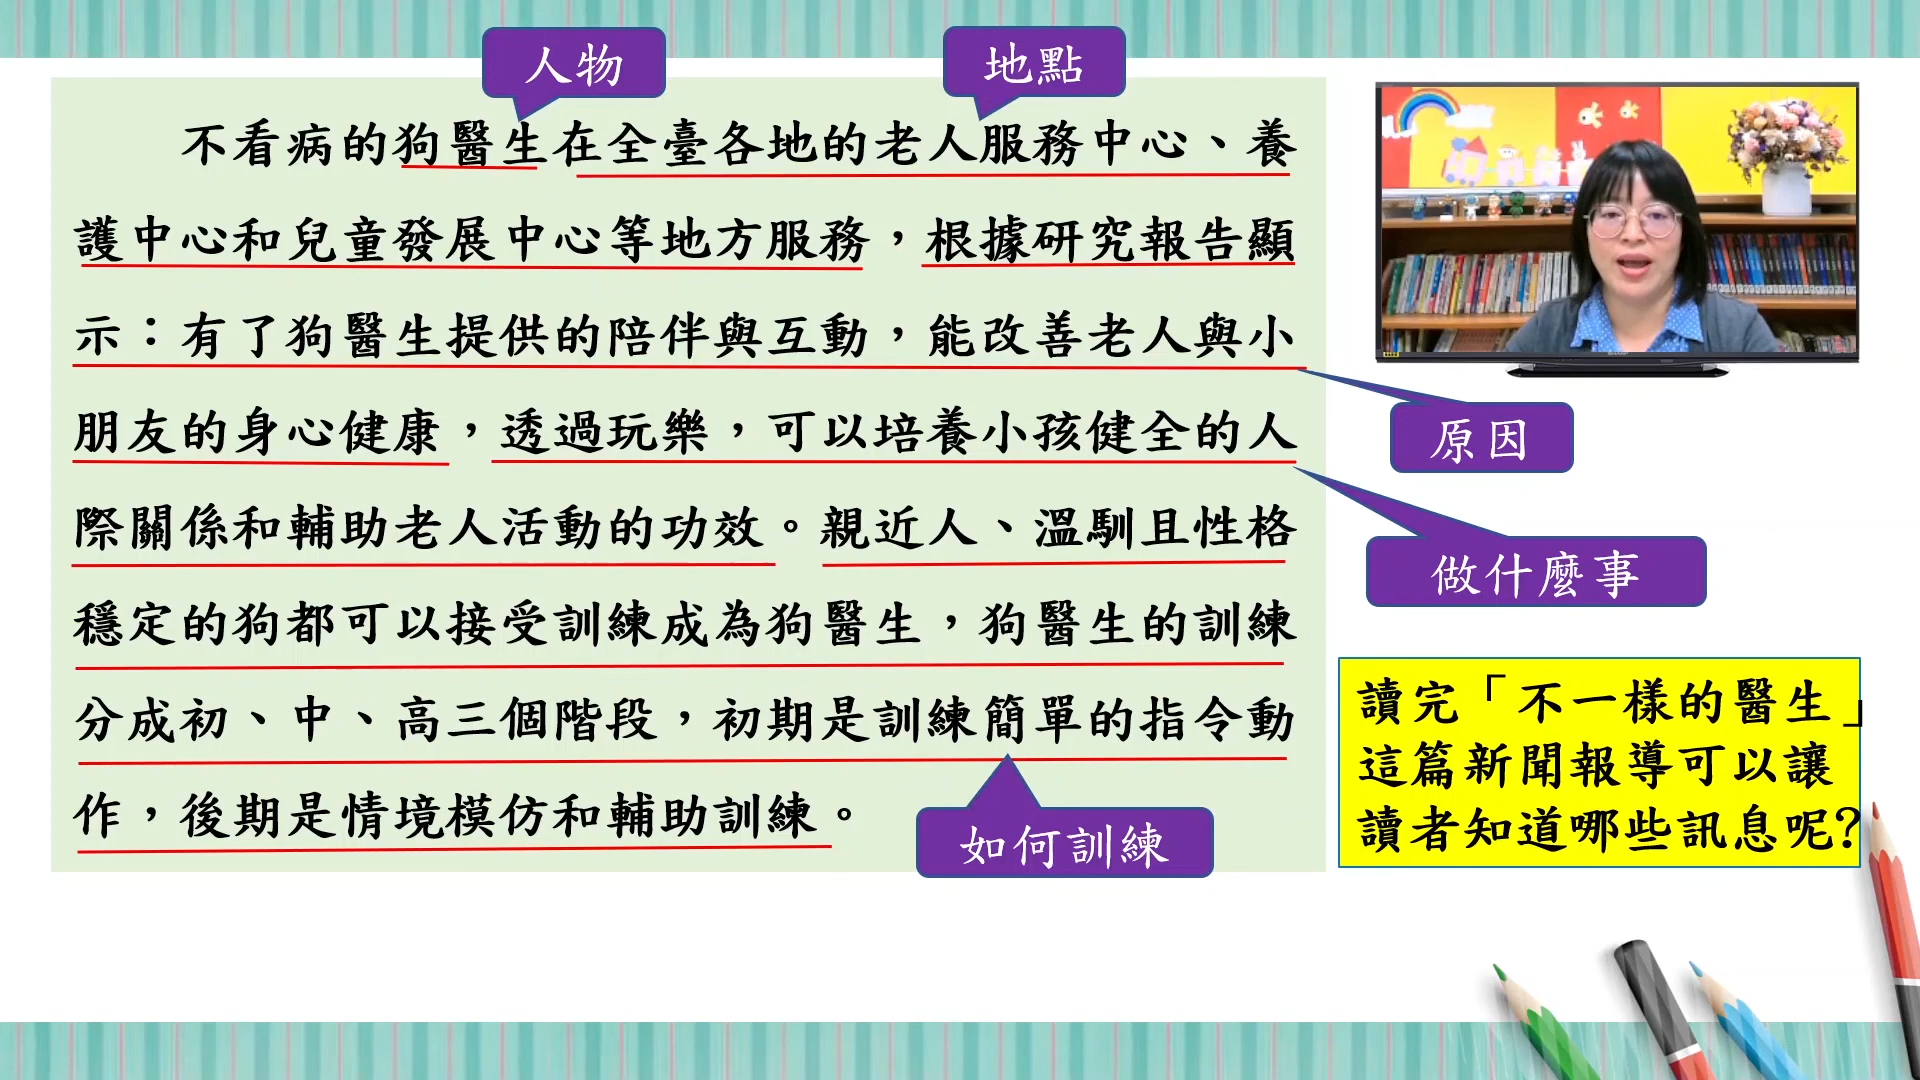 人物
地點
不看病的狗醫生在全臺各地的老人服務中心、養
護中心和兒童發展中心等地方服務，根據研究報告顯
示：有了狗醫生提供的陪伴與互動，能改善老人與小
朋友的身心健康，透過玩樂，可以培養小孩健全的人
際關係和輔助老人活動的功效。親近人、溫馴且性格
穩定的狗都可以接受訓練成為狗醫生，狗醫生的訓練
分成初、中、高三個階段，初期是訓練簡單的指令動
作，後期是情境模仿和輔助訓練。
原因
做什麼事
如何訓練
讀完「不一樣的醫生」
這篇新聞報導可以讓
讀者知道哪些訊息呢?